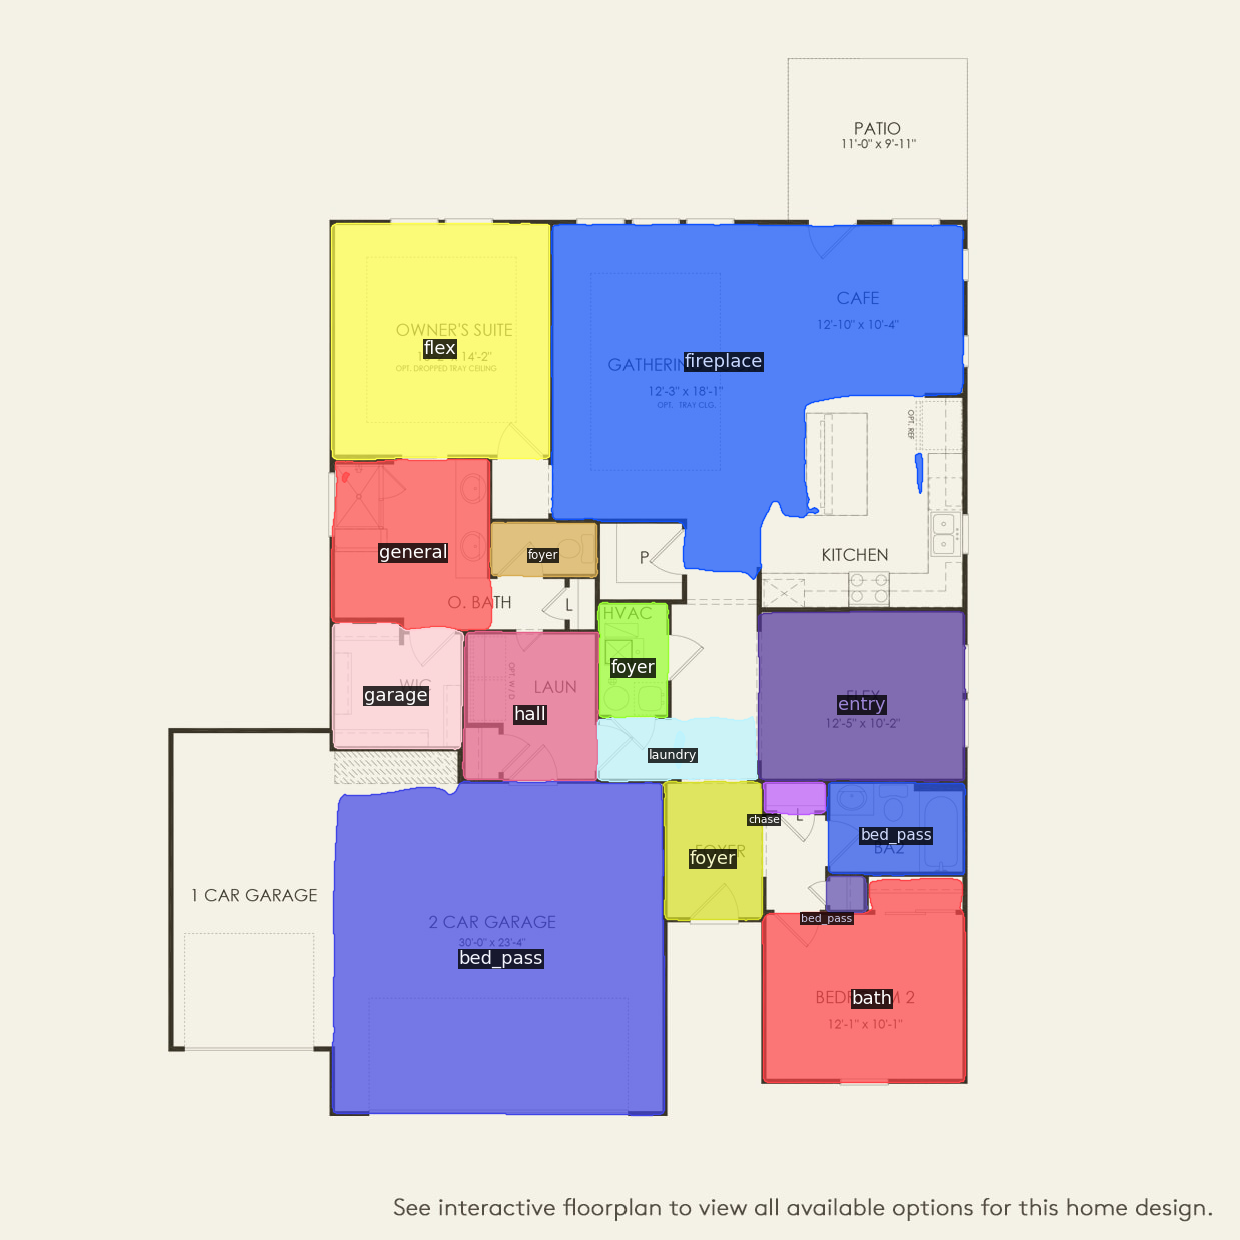 PATIO
11'-0" x 9'-11"
CAFE
12'-10" x 10'-4"
OWNER'S SUITE
flex
14'-2"
OPT. DROPPED TRAY CEILING
fireplace
12'-3" x 18'-1"
OPT. TRAY CLG.
OPT. REF
general
foyer
P
KITCHEN
O. BATH
L
HVAC
foyer
OPT. W/D
LAUN
garage
hall
entry
12'-5" x 10'-2"
laundry
chase
L
bed_pass
BA2
foyer
1 CAR GARAGE
2 CAR GARAGE
30'-0" x 23'-4"
bed_pass
bed_pass
bath
2
12'-1" x 10'-1"
See interactive floorplan to view all available options for this home design.